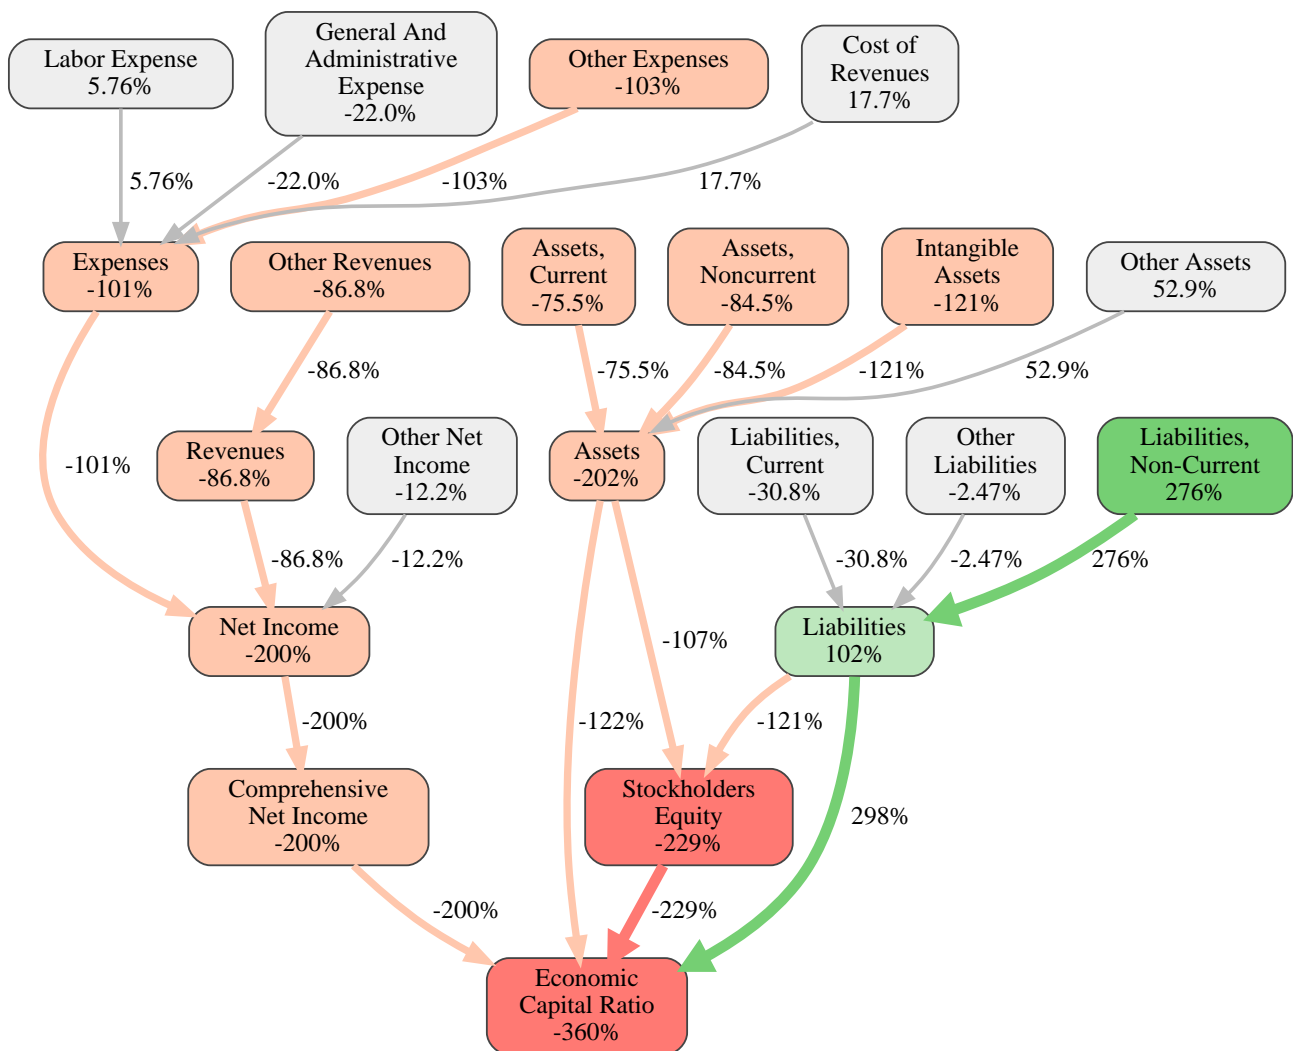 Labor Expense
5.76%
General And
Administrative
Expense
-22.0%
Other Expenses
-103%
Cost of
Revenues
17.7%
5.76%
-22.0%
-103%
17.7%
Expenses
-101%
Other Revenues
-86.8%
Assets,
Current
-75.5%
Assets,
Noncurrent
-84.5%
Intangible
Assets
-121%
Other Assets
52.9%
-86.8%
-75.5%
-84.5%
-121%
52.9%
-101%
Revenues
-86.8%
Other Net
Income
-12.2%
Assets
-202%
Liabilities,
Current
-30.8%
Other
Liabilities
-2.47%
Liabilities,
Non-Current
276%
-86.8%
-12.2%
-30.8%
-2.47%
276%
Net Income
-200%
-107%
Liabilities
102%
-200%
-122%
-121%
Comprehensive
Net Income
-200%
Stockholders
Equity
-229%
298%
-200%
-229%
Economic
Capital Ratio
-360%